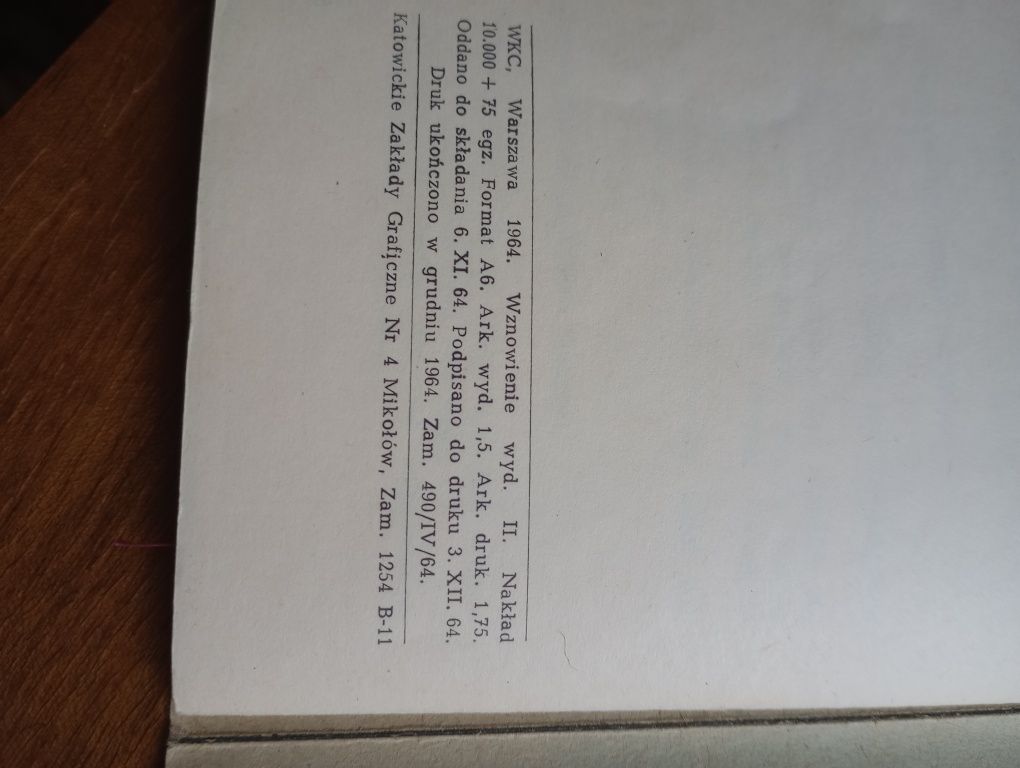 WKC, Warszawa 1964. Wznowienie wyd. II. Nakład
10.000 + 75 egz. Format A6. Ark. wyd. 1,5. Ark. druk. 1,75.
Oddano do składania 6. XI. 64. Podpisano do druku 3. XII. 64.
Druk ukończono w grudniu 1964. Zam. 490/IV/64.
Katowickie Zakłady Graficzne Nr 4 Mikołów, Zam. 1254 B-11